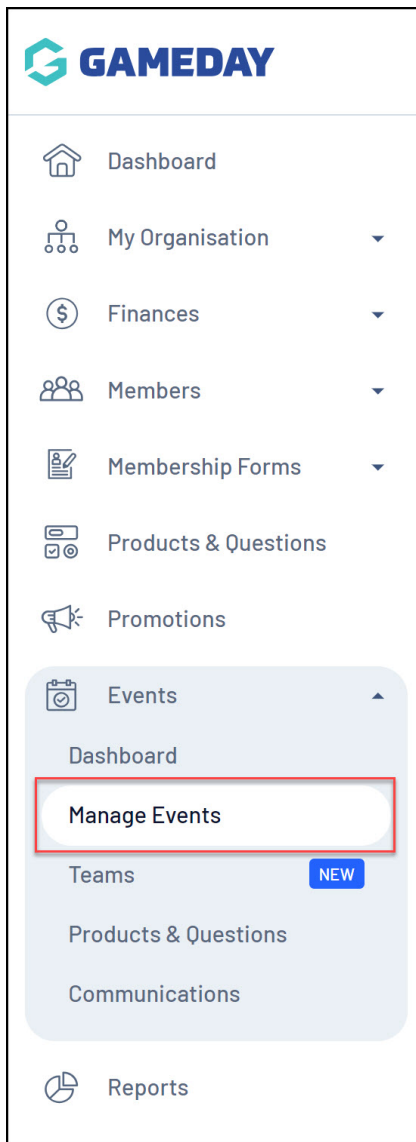 GAMEDAY
Dashboard
My Organisation
Finances
Members
Membership Forms
Products & Questions
Promotions
Events
Dashboard
Manage Events
Teams NEW
Products & Questions
Communications
Reports